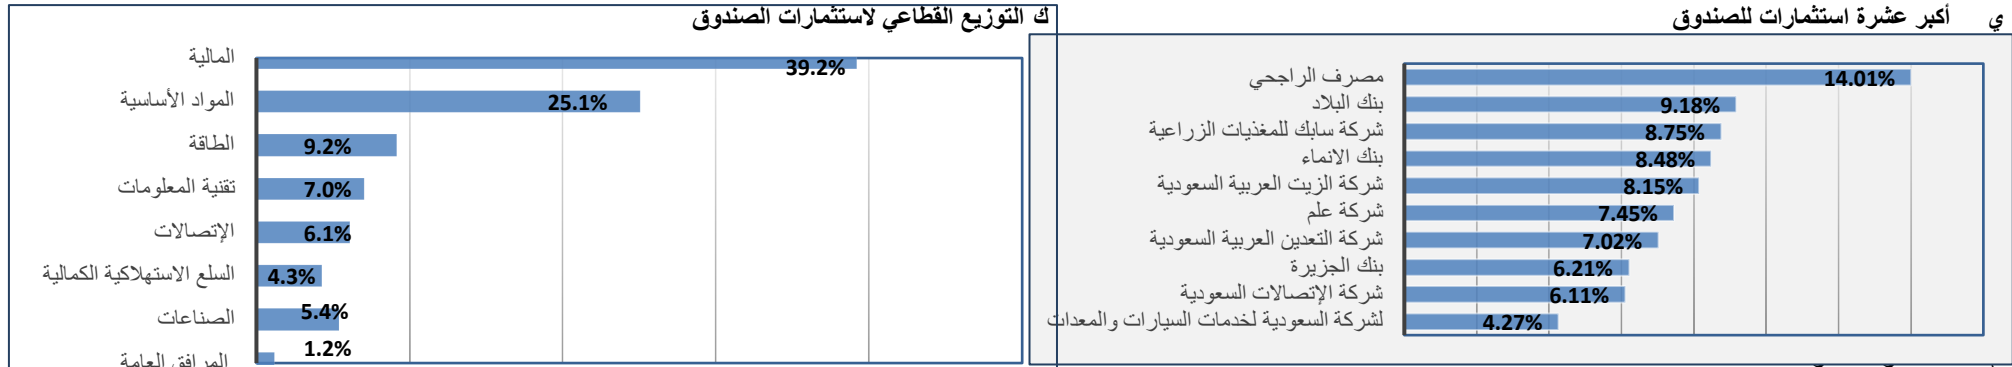 ي أكبر عشرة استثمارات للصندوق
مصرف الراجحي 14.01%
بنك البلاد 9.18%
شركة سابك للمغذيات الزراعية 8.75%
بنك الانماء 8.48%
شركة الزيت العربية السعودية 8.15%
شركة علم 7.45%
شركة التعدين العربية السعودية 7.02%
بنك الجزيرة 6.21%
شركة الإتصالات السعودية 6.11%
لشركة السعودية لخدمات السيارات والمعدات 4.27%
ك التوزيع القطاعي لاستثمارات الصندوق
المالية 39.2%
المواد الأساسية 25.1%
الطاقة 9.2%
تقنية المعلومات 7.0%
الإتصالات 6.1%
السلع الاستهلاكية الكمالية 4.3%
الصناعات 5.4%
المرافق العامة 1.2%